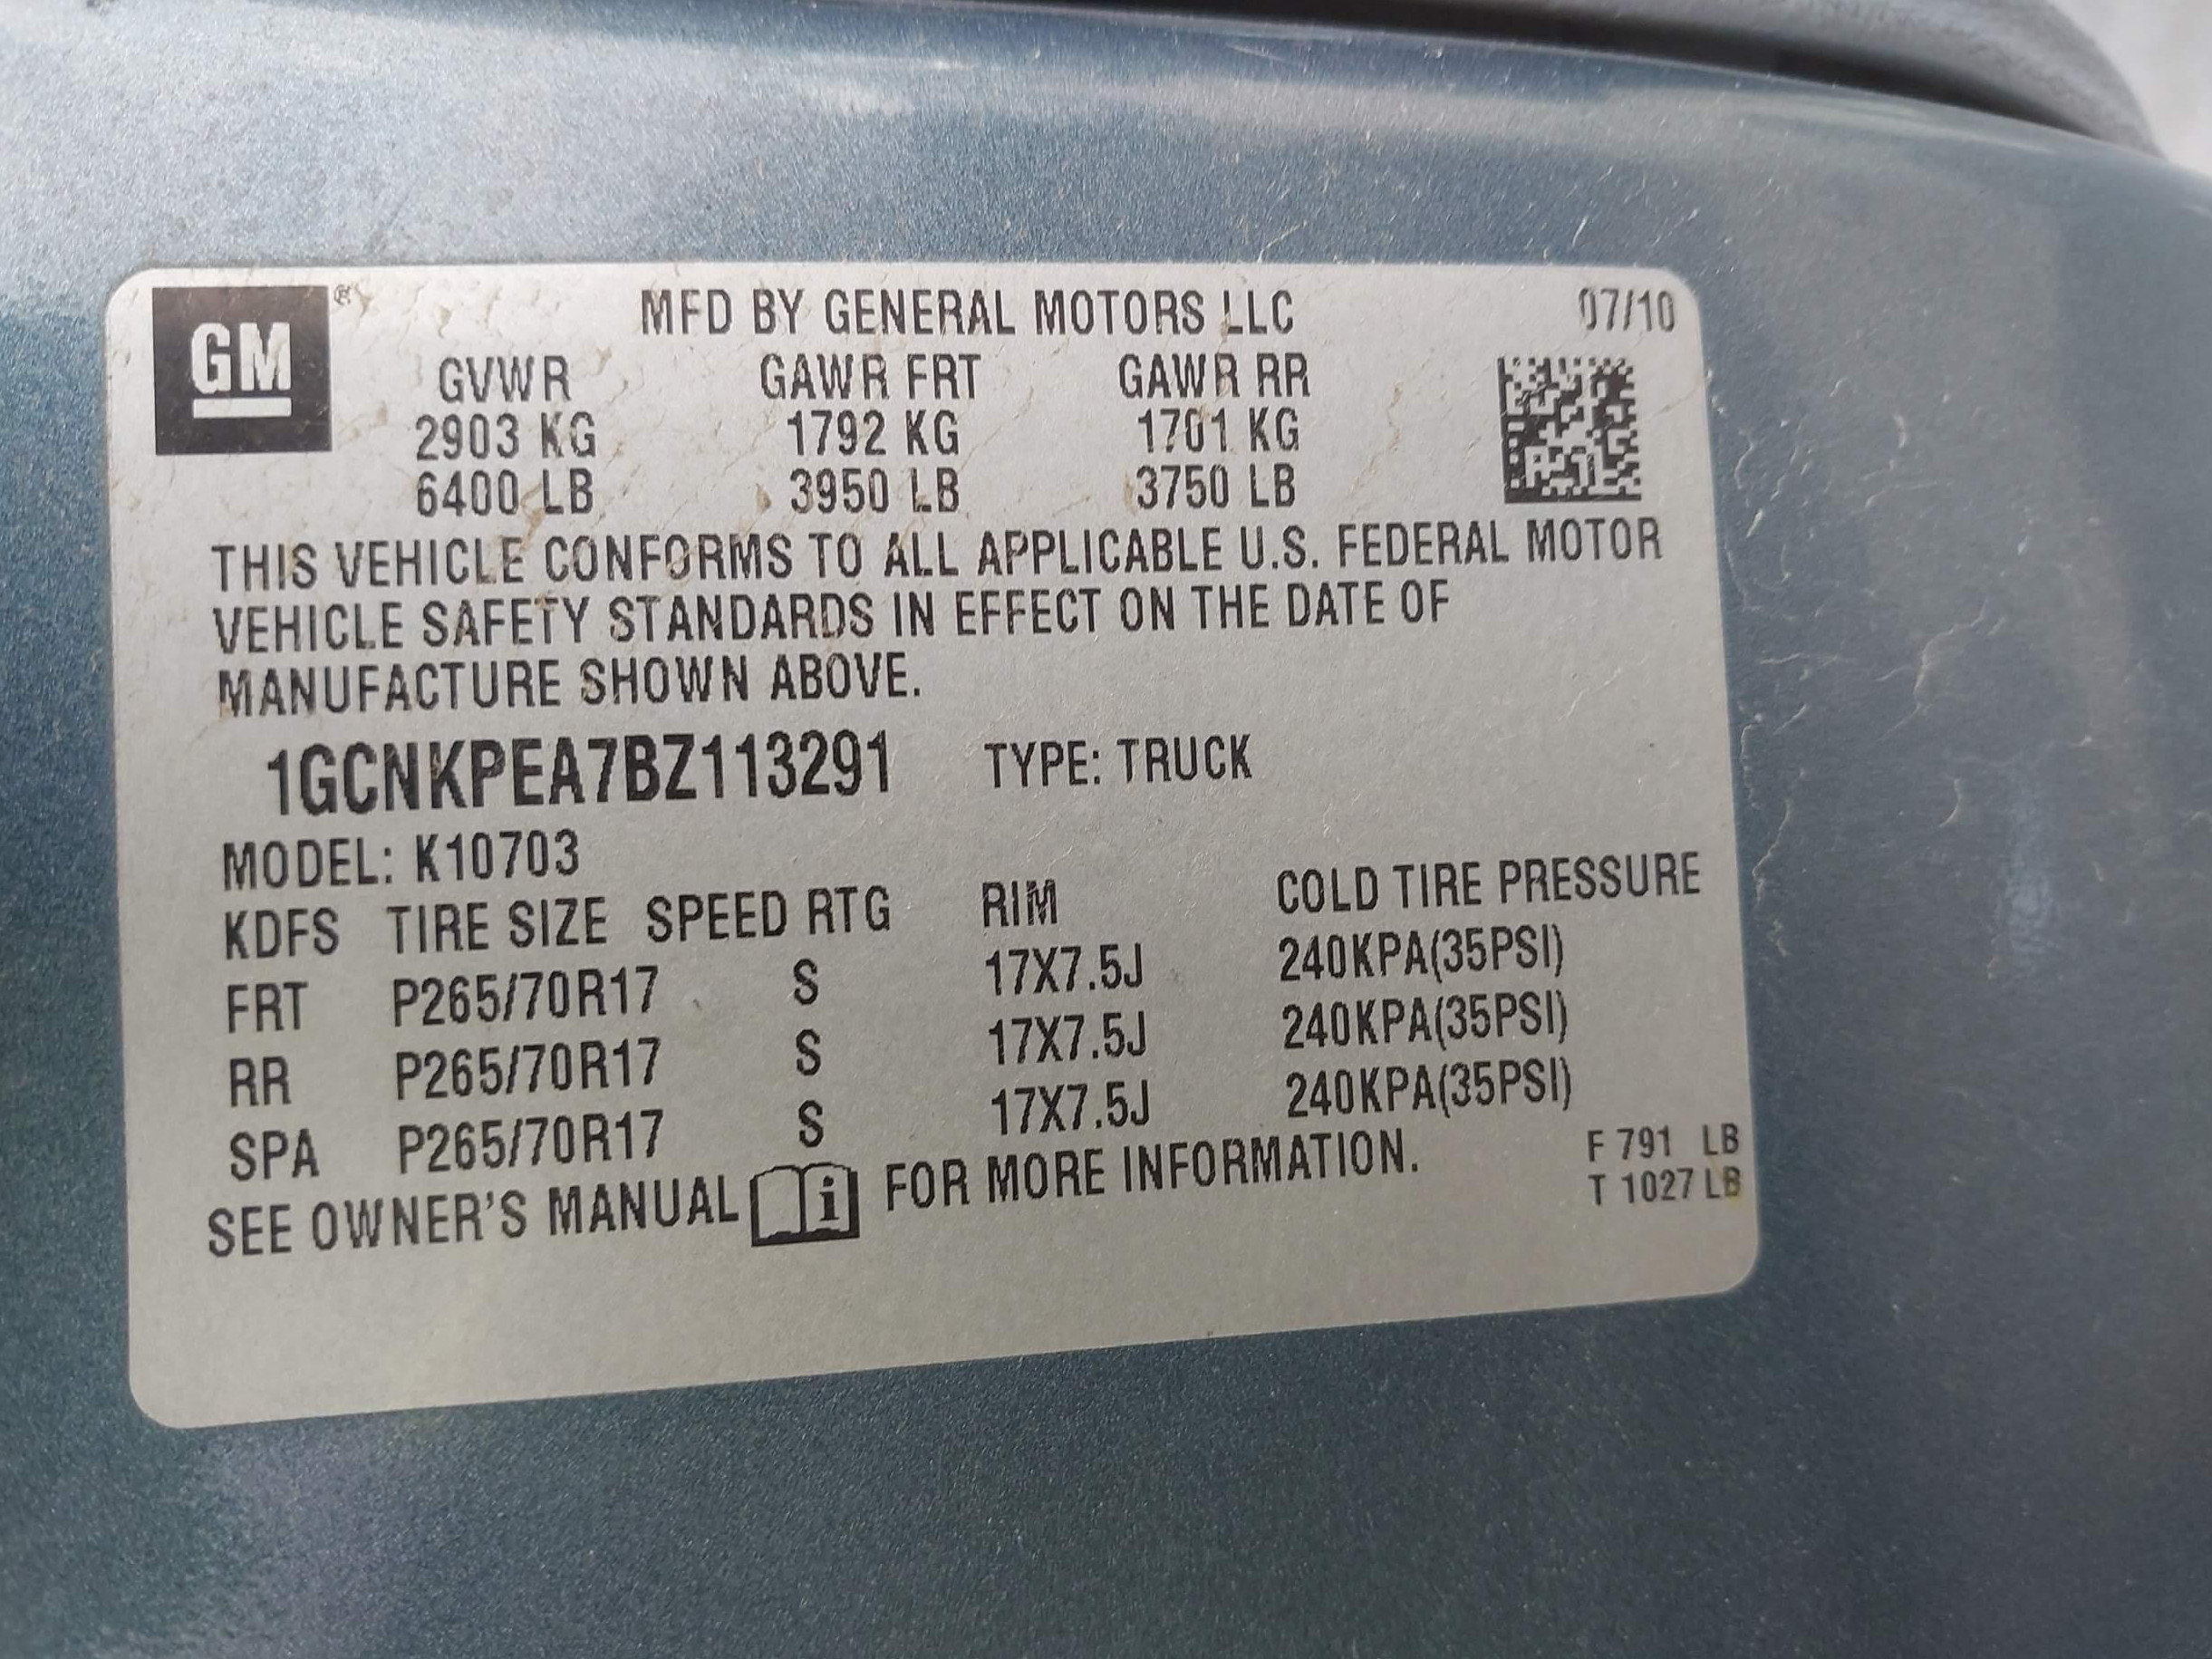 GM ® MFD BY GENERAL MOTORS LLC 07/10
GVWR GAWR FRT GAWR RR
2903 KG 1792 KG 1701 KG
6400 LB 3950 LB 3750 LB
THIS VEHICLE CONFORMS TO ALL APPLICABLE U.S. FEDERAL MOTOR
VEHICLE SAFETY STANDARDS IN EFFECT ON THE DATE OF
MANUFACTURE SHOWN ABOVE.
1GCNKPEA7BZ113291 TYPE: TRUCK
MODEL: K10703
KDFS TIRE SIZE SPEED RTG RIM COLD TIRE PRESSURE
FRT P265/70R17 S 17X7.5J 240KPA(35PSI)
RR P265/70R17 S 17X7.5J 240KPA(35PSI)
SPA P265/70R17 S 17X7.5J 240KPA(35PSI)
SEE OWNER'S MANUAL i FOR MORE INFORMATION.
F 791 LB
T 1027 LB